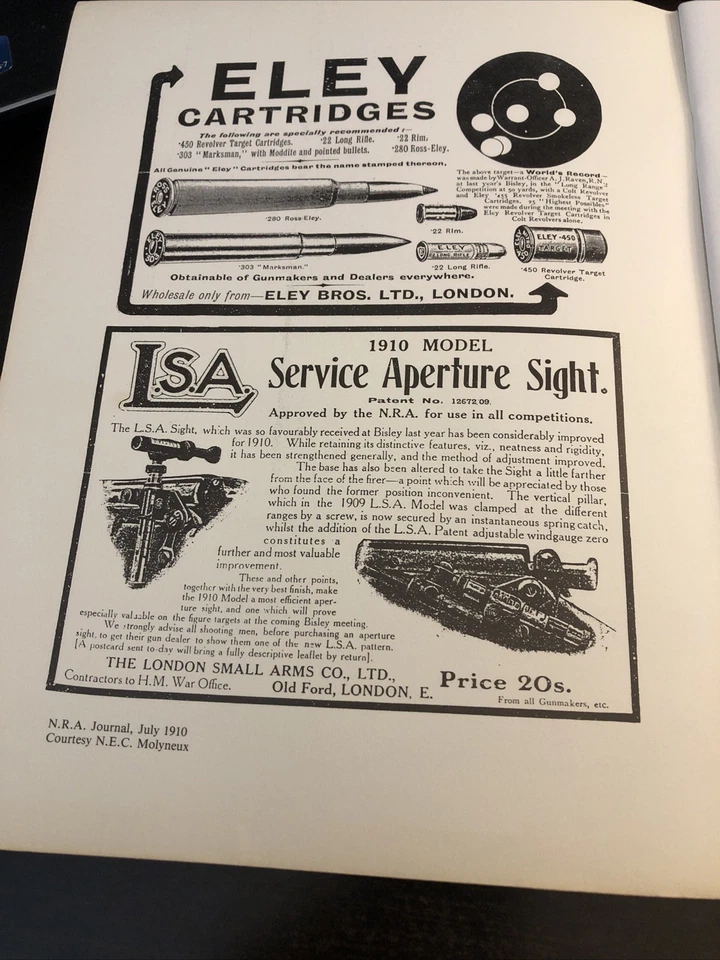 ELEY
CARTRIDGES
The following are specially recommended :—
·450 Revolver Target Cartridges. ·22 Long Rifle. ·22 Rim.
·303 "Marksman," with Moddite and pointed bullets. ·280 Ross-Eley.
All Genuine "Eley" Cartridges bear the name stamped thereon.
The above target—a World's Record—
was made by Warrant-Officer A. J. Raven, R.N.,
at last year's Bisley, in the "Long Range"
Competition at 50 yards, with a Colt Revolver
and Eley ·455 Revolver Smokeless Target
Cartridges. 25 "Highest Possibles"
were made during the meeting with the
Eley Revolver Target Cartridges in
Colt Revolvers alone.
·280 Ross-Eley.
·22 Rim.
ELEY
LONG. RIFLE
ELEY ·450
TARGET
·303 "Marksman."
·22 Long Rifle.
·450 Revolver Target
Cartridge.
Obtainable of Gunmakers and Dealers everywhere.
Wholesale only from—ELEY BROS. LTD., LONDON.
L.S.A.
1910 MODEL
Service Aperture Sight.
Patent No. 12672/09.
Approved by the N.R.A. for use in all competitions.
The L.S.A. Sight, which was so favourably received at Bisley last year has been considerably improved
for 1910. While retaining its distinctive features, viz., neatness and rigidity,
it has been strengthened generally, and the method of adjustment improved.
The base has also been altered to take the Sight a little farther
from the face of the firer—a point which will be appreciated by those
who found the former position inconvenient. The vertical pillar,
which in the 1909 L.S.A. Model was clamped at the different
ranges by a screw, is now secured by an instantaneous spring catch,
whilst the addition of the L.S.A. Patent adjustable windgauge zero
constitutes a
further and most valuable
improvement.
These and other points,
together with the very best finish, make
the 1910 Model a most efficient aper-
ture sight, and one which will prove
especially valuable on the figure targets at the coming Bisley meeting.
We strongly advise all shooting men, before purchasing an aperture
sight, to get their gun dealer to show them one of the new L.S.A. pattern.
[A postcard sent to-day will bring a fully descriptive leaflet by return].
THE LONDON SMALL ARMS CO., LTD.,
Contractors to H.M. War Office. Old Ford, LONDON, E.
Price 20s.
From all Gunmakers, etc.
N.R.A. Journal, July 1910
Courtesy N.E.C. Molyneux